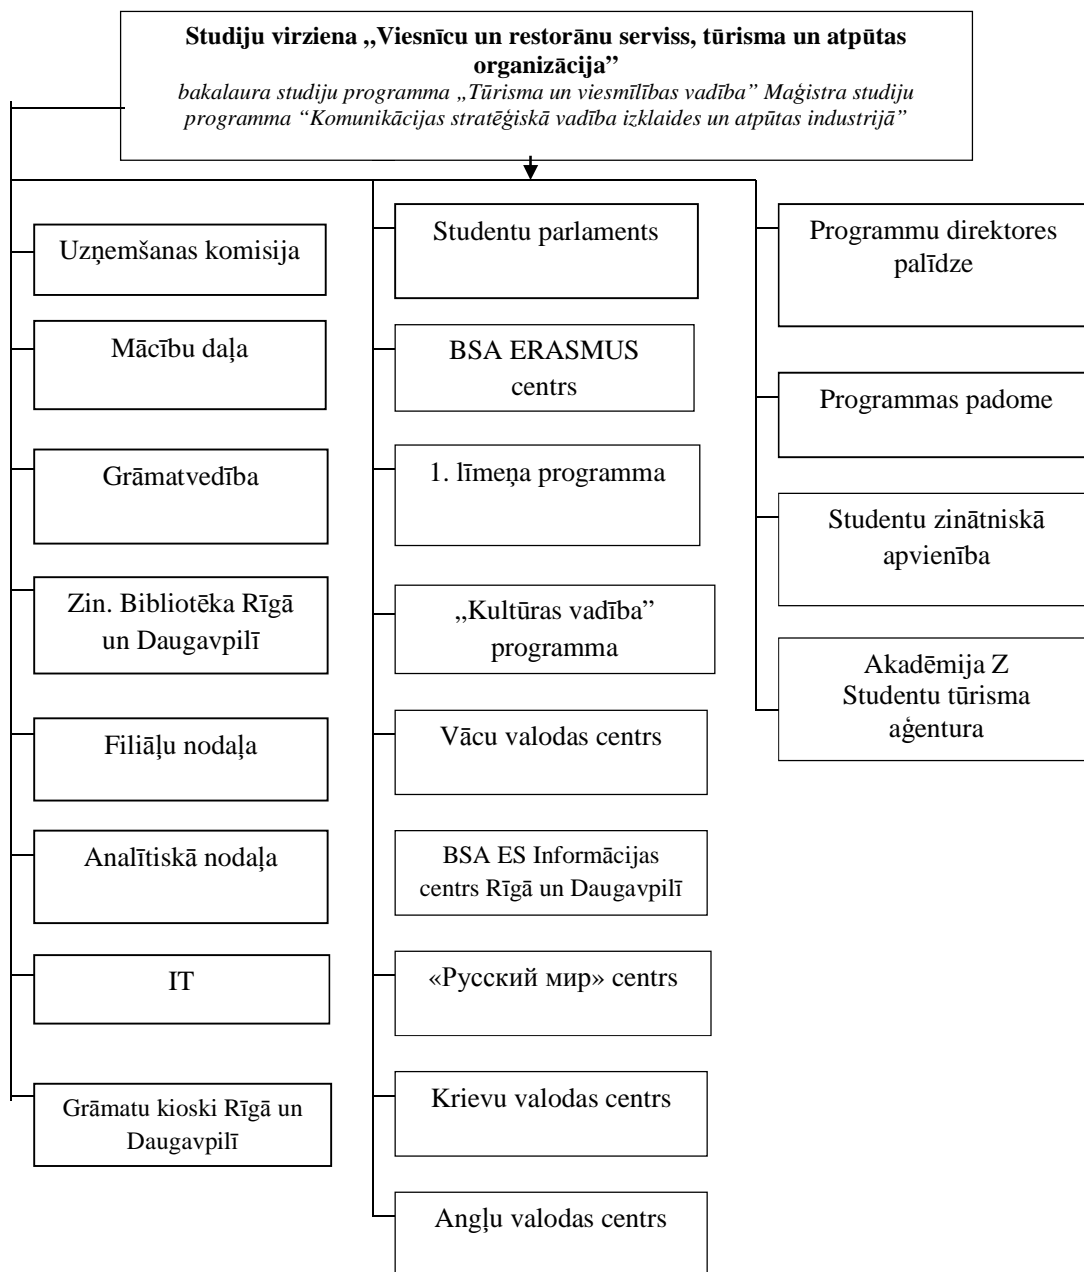 Studiju virziena „Viesnīcu un restorānu serviss, tūrisma un atpūtas
organizācija”
bakalaura studiju programma „Tūrisma un viesmīlības vadība” Maģistra studiju
programma “Komunikācijas stratēģiskā vadība izklaides un atpūtas industrijā”
Uzņemšanas komisija
Mācību daļa
Grāmatvedība
Zin. Bibliotēka Rīgā
un Daugavpilī
Filiāļu nodaļa
Analītiskā nodaļa
IT
Grāmatu kioski Rīgā un
Daugavpilī
Studentu parlaments
BSA ERASMUS
centrs
1. līmeņa programma
„Kultūras vadība”
programma
Vācu valodas centrs
BSA ES Informācijas
centrs Rīgā un Daugavpilī
«Русский мир» centrs
Krievu valodas centrs
Angļu valodas centrs
Programmu direktores
palīdze
Programmas padome
Studentu zinātniskā
apvienība
Akadēmija Z
Studentu tūrisma
aģentura